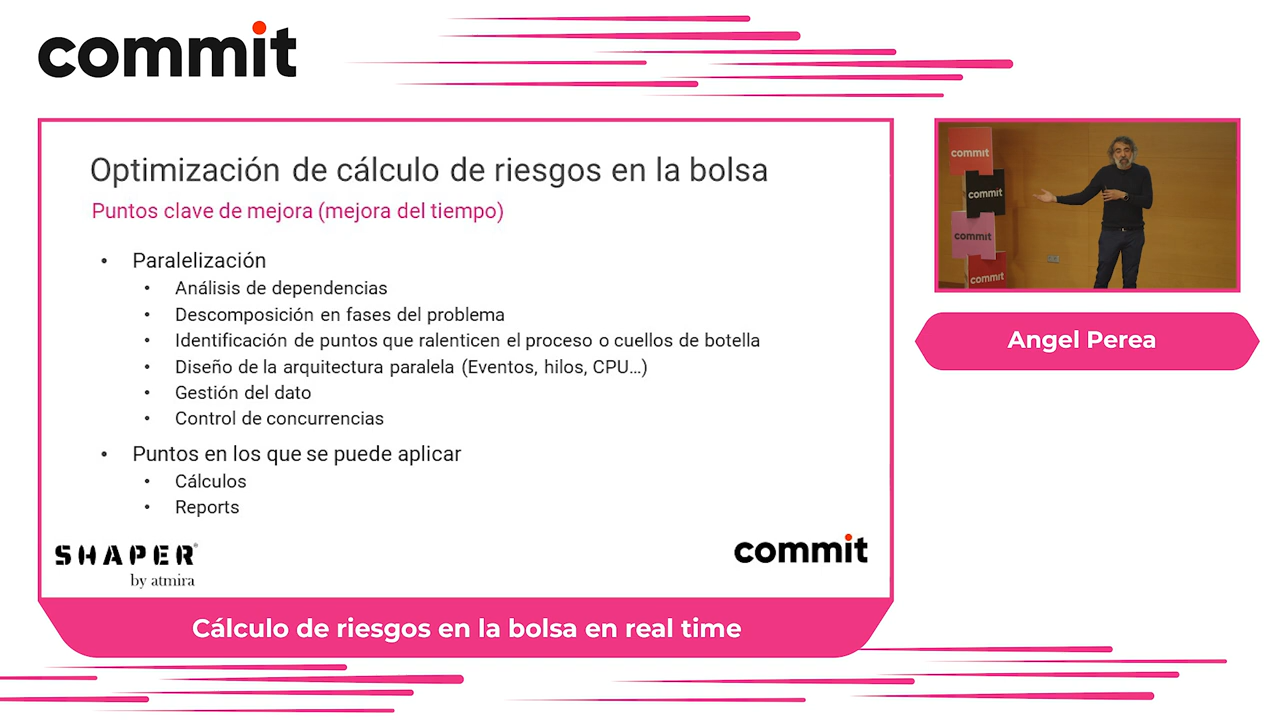 commit
Optimización de cálculo de riesgos en la bolsa
Puntos clave de mejora (mejora del tiempo)
• Paralelización
• Análisis de dependencias
• Descomposición en fases del problema
• Identificación de puntos que ralenticen el proceso o cuellos de botella
• Diseño de la arquitectura paralela (Eventos, hilos, CPU...)
• Gestión del dato
• Control de concurrencias
• Puntos en los que se puede aplicar
• Cálculos
• Reports
SHAPER®
by atmira
commit
Cálculo de riesgos en la bolsa en real time
commit
commit
commit
commit
Angel Perea